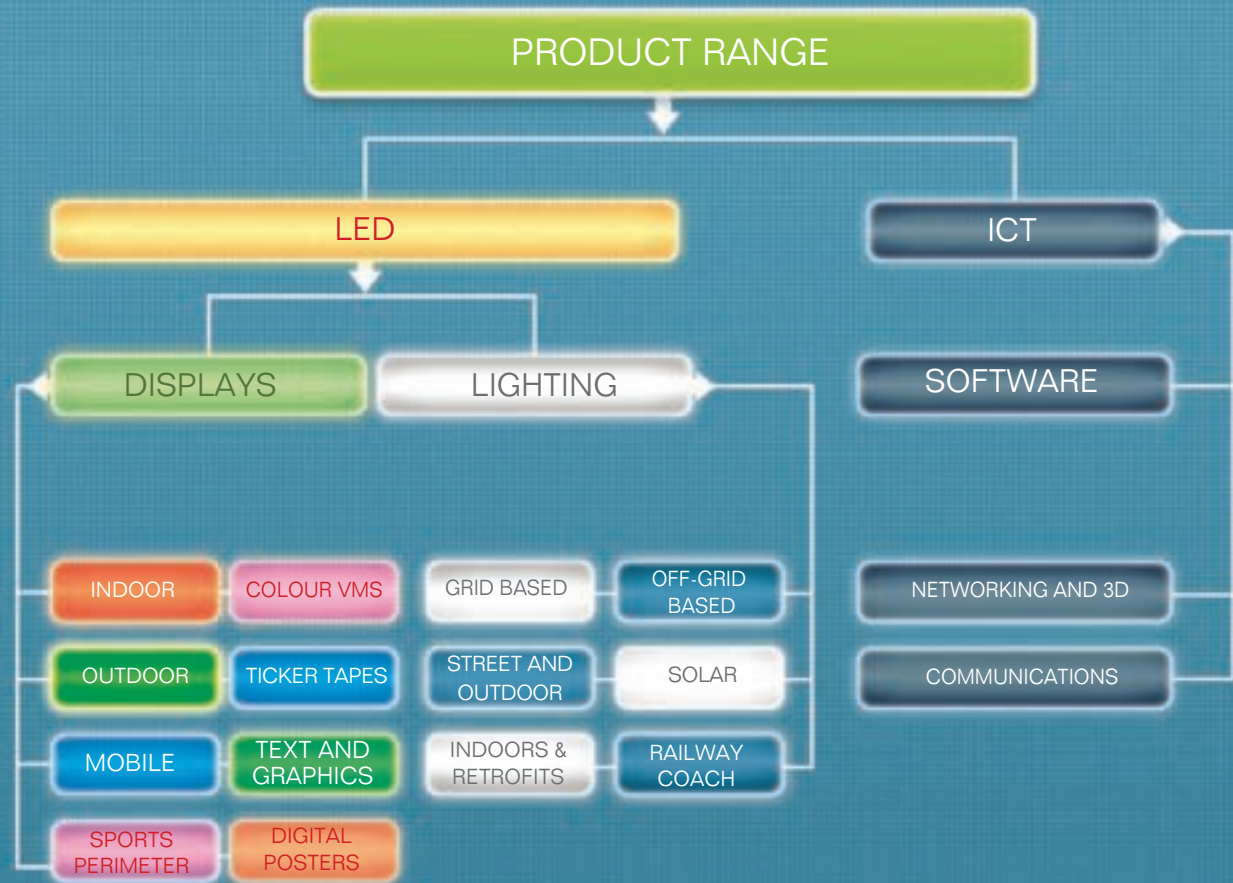 PRODUCT RANGE
LED
ICT
DISPLAYS
LIGHTING
SOFTWARE
INDOOR
COLOUR VMS
GRID BASED
OFF-GRID
BASED
NETWORKING AND 3D
OUTDOOR
TICKER TAPES
STREET AND
OUTDOOR
SOLAR
COMMUNICATIONS
MOBILE
TEXT AND
GRAPHICS
INDOORS &
RETROFITS
RAILWAY
COACH
SPORTS
PERIMETER
DIGITAL
POSTERS